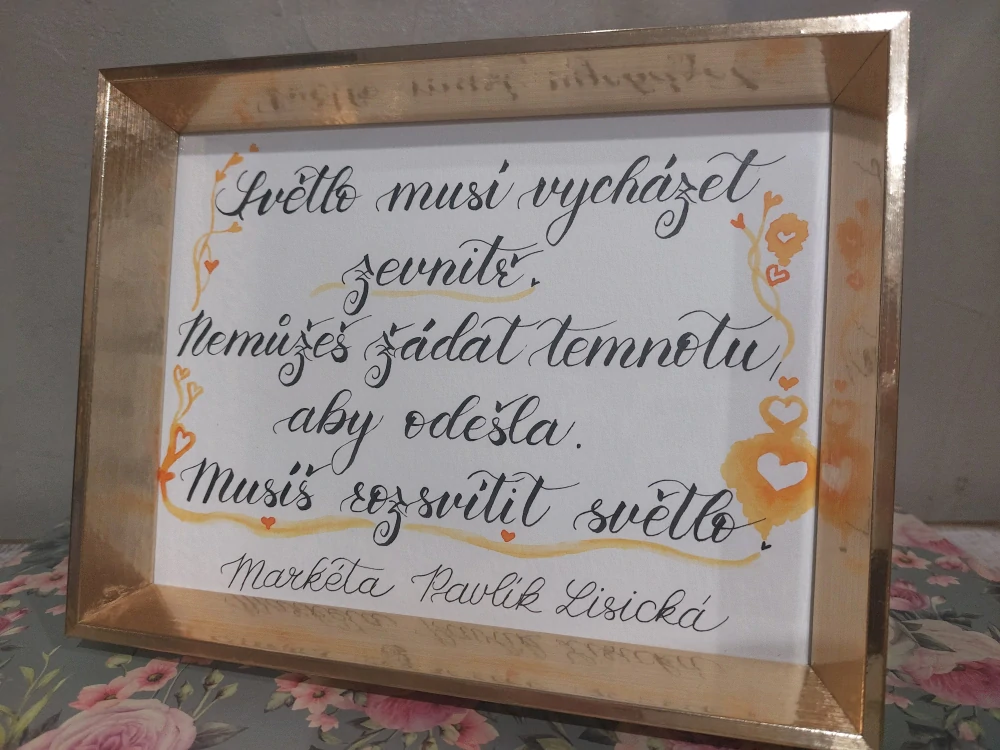 Světlo musí vycházet
zevnitř.
Nemůžeš žádat temnotu,
aby odešla.
Musíš rozsvítit světlo.
Markéta Pavlík Lisická